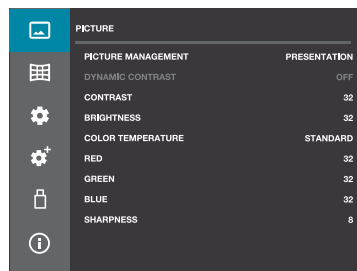 PICTURE
PICTURE MANAGEMENT PRESENTATION
DYNAMIC CONTRAST OFF
CONTRAST 32
BRIGHTNESS 32
COLOR TEMPERATURE STANDARD
RED 32
GREEN 32
BLUE 32
SHARPNESS 8